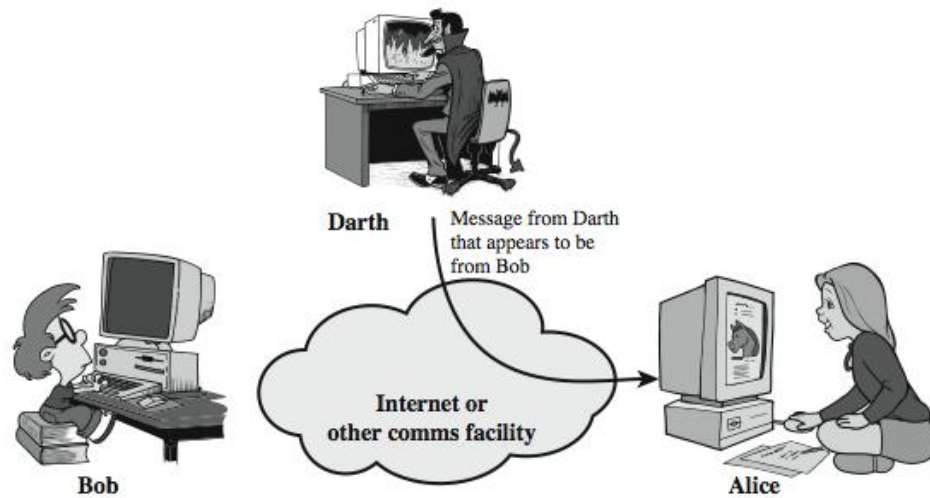 Darth
Message from Darth
that appears to be
from Bob
Internet or
other comms facility
Bob
Alice